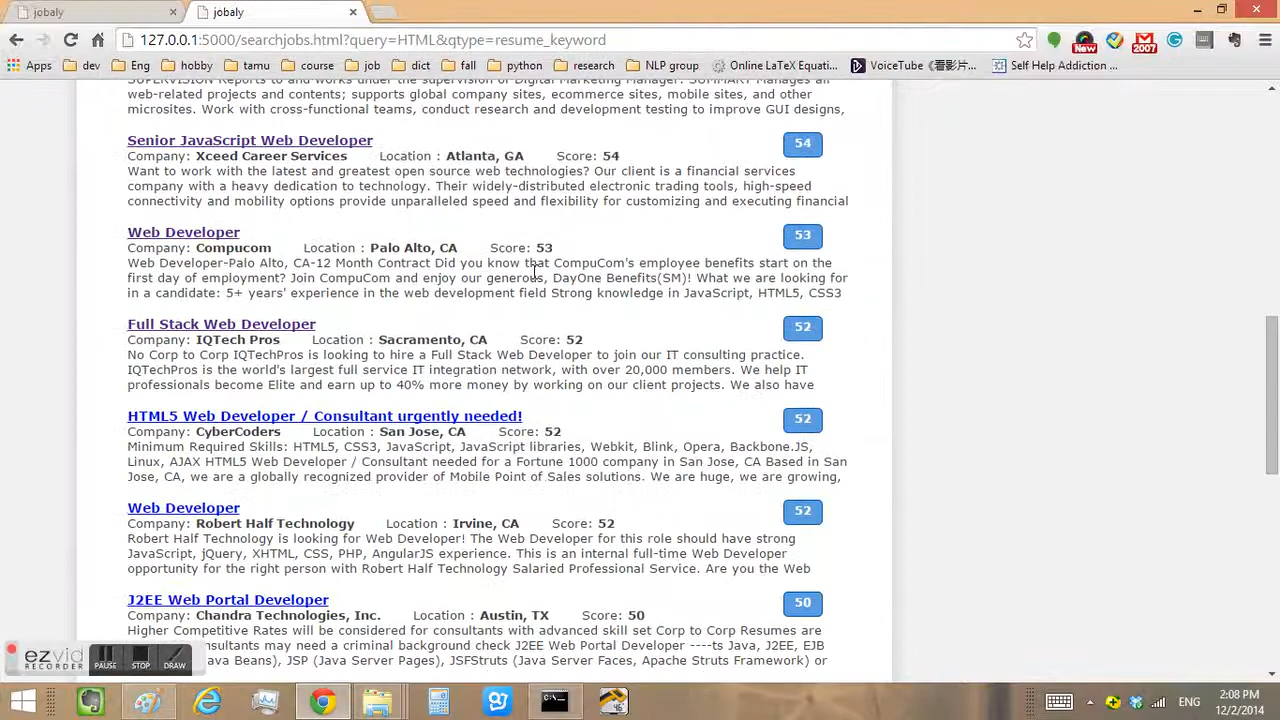 jobaly
jobaly
127.0.0.1:5000/searchjobs.html?query=HTML&qtype=resume_keyword
New
2007
Apps dev Eng hobby tamu course job dict fall python research NLP group Online LaTeX Equati... Self Help Addiction ...
SUPERVISION Reports to and works under the supervision of Digital Marketing Manager. SUMMARY Manages all
web-related projects and contents; supports global company sites, ecommerce sites, mobile sites, and other
microsites. Work with cross-functional teams, conduct research and development testing to improve GUI designs,
Senior JavaScript Web Developer 54
Company: Xceed Career Services Location : Atlanta, GA Score: 54
Want to work with the latest and greatest open source web technologies? Our client is a financial services
company with a heavy dedication to technology. Their widely-distributed electronic trading tools, high-speed
connectivity and mobility options provide unparalleled speed and flexibility for customizing and executing financial
Web Developer 53
Company: Compucom Location : Palo Alto, CA Score: 53
Web Developer-Palo Alto, CA-12 Month Contract Did you know that CompuCom's employee benefits start on the
first day of employment? Join CompuCom and enjoy our generous, DayOne Benefits(SM)! What we are looking for
in a candidate: 5+ years' experience in the web development field Strong knowledge in JavaScript, HTML5, CSS3
Full Stack Web Developer 52
Company: IQTech Pros Location : Sacramento, CA Score: 52
No Corp to Corp IQTechPros is looking to hire a Full Stack Web Developer to join our IT consulting practice.
IQTechPros is the world's largest full service IT integration network, with over 20,000 members. We help IT
professionals become Elite and earn up to 40% more money by working on our client projects. We also have
HTML5 Web Developer / Consultant urgently needed! 52
Company: CyberCoders Location : San Jose, CA Score: 52
Minimum Required Skills: HTML5, CSS3, JavaScript, JavaScript libraries, Webkit, Blink, Opera, Backbone.JS,
Linux, AJAX HTML5 Web Developer / Consultant needed for a Fortune 1000 company in San Jose, CA Based in San
Jose, CA, we are a globally recognized provider of Mobile Point of Sales solutions. We are huge, we are growing,
Web Developer 52
Company: Robert Half Technology Location : Irvine, CA Score: 52
Robert Half Technology is looking for Web Developer! The Web Developer for this role should have strong
JavaScript, jQuery, XHTML, CSS, PHP, AngularJS experience. This is an internal full-time Web Developer
opportunity for the right person with Robert Half Technology Salaried Professional Service. Are you the Web
J2EE Web Portal Developer 50
Company: Chandra Technologies, Inc. Location : Austin, TX Score: 50
Higher Competitive Rates will be considered for consultants with advanced skill set Corp to Corp Resumes are
nsultants may need a criminal background check J2EE Web Portal Developer ----ts Java, J2EE, EJB
ava Beans), JSP (Java Server Pages), JSFStruts (Java Server Faces, Apache Struts Framework) or
ezvid
RECORDER
PAUSE STOP DRAW
ENG
2:08 PM
12/2/2014